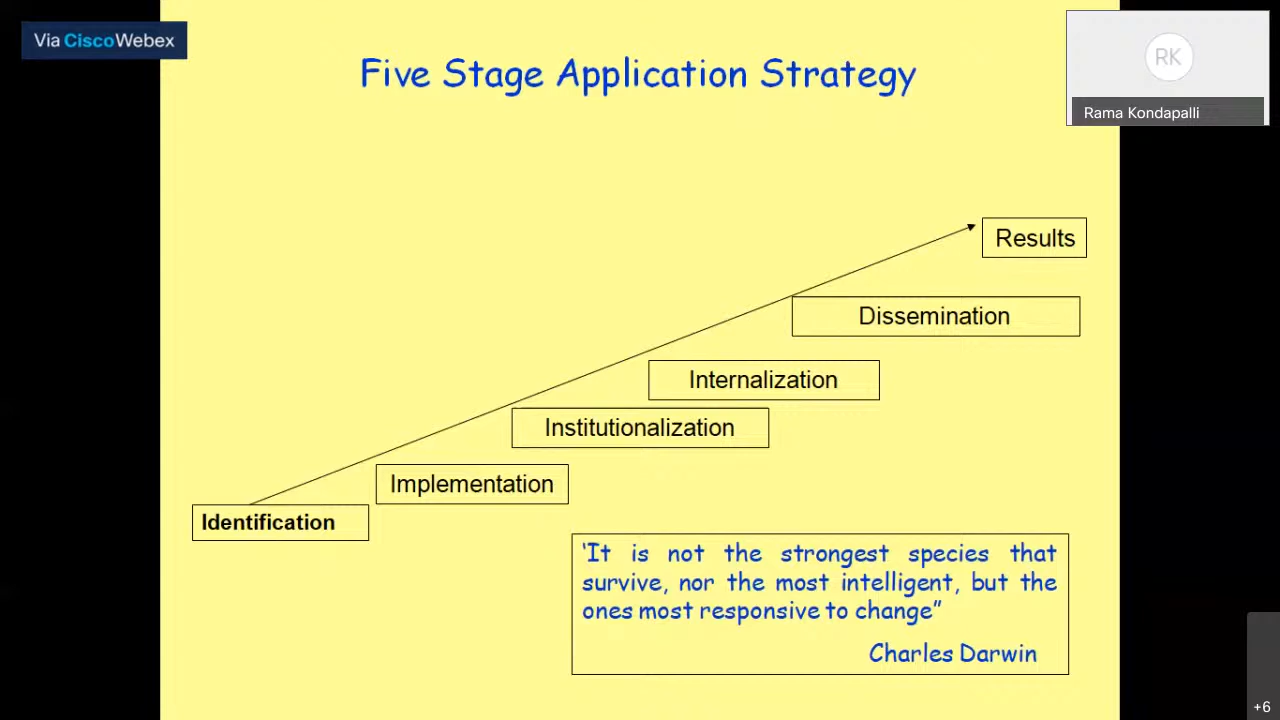 Via CiscoWebex
RK
Rama Kondapalli
Five Stage Application Strategy
Results
Dissemination
Internalization
Institutionalization
Implementation
Identification
‘It is not the strongest species that
survive, nor the most intelligent, but the
ones most responsive to change”
Charles Darwin
+6